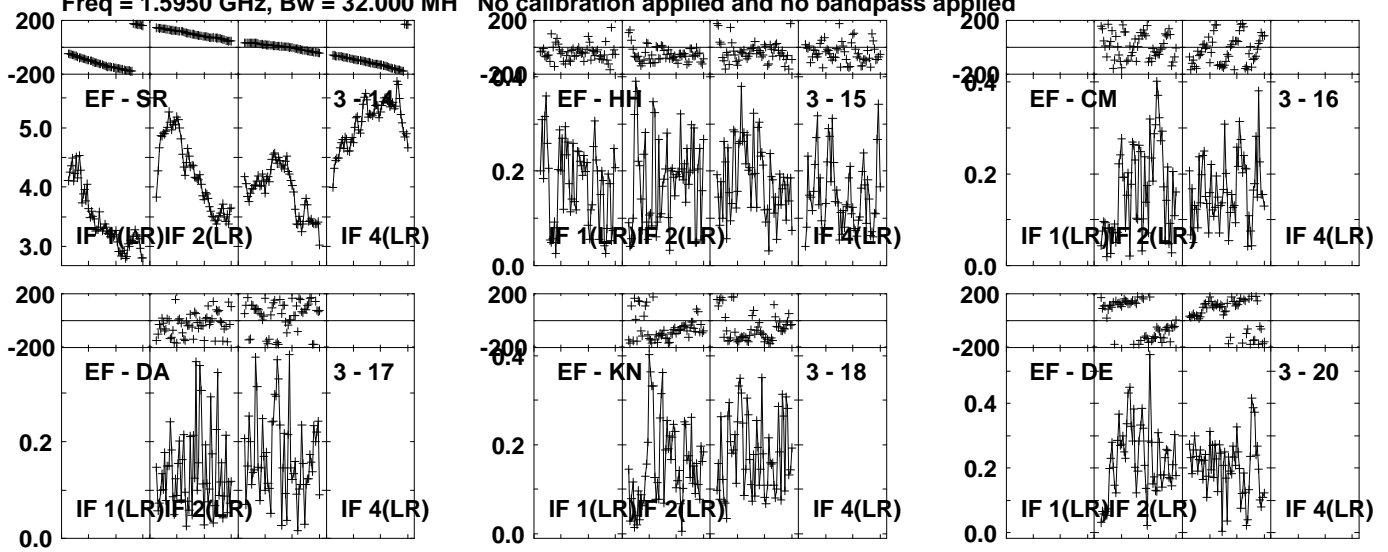 Freq = 1.5950 GHz, Bw = 32.000 MH No calibration applied and no bandpass applied
200
-200
EF - SR 3 - 14
5.0
4.0
3.0
IF 1(LR) IF 2(LR) IF 4(LR)
EF - HH 3 - 15
0.4
0.2
0.0
IF 1(LR) IF 2(LR) IF 4(LR)
200
-200
EF - CM 3 - 16
0.4
0.2
0.0
IF 1(LR) IF 2(LR) IF 4(LR)
200
-200
EF - DA 3 - 17
0.2
0.0
IF 1(LR) IF 2(LR) IF 4(LR)
200
-200
EF - KN 3 - 18
0.4
0.2
0.0
IF 1(LR) IF 2(LR) IF 4(LR)
200
-200
EF - DE 3 - 20
0.4
0.2
0.0
IF 1(LR) IF 2(LR) IF 4(LR)